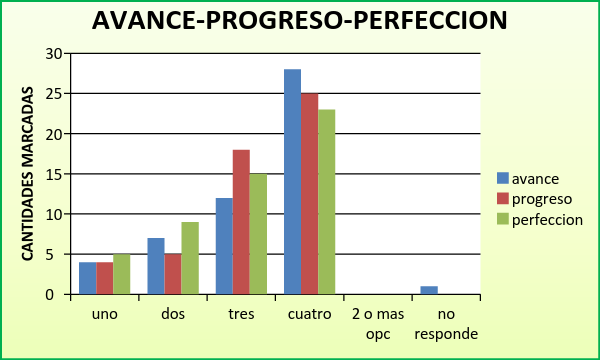 AVANCE-PROGRESO-PERFECCION
CANTIDADES MARCADAS
30
25
20
15
10
5
0
uno dos tres cuatro 2 o mas opc no responde
avance
progreso
perfeccion